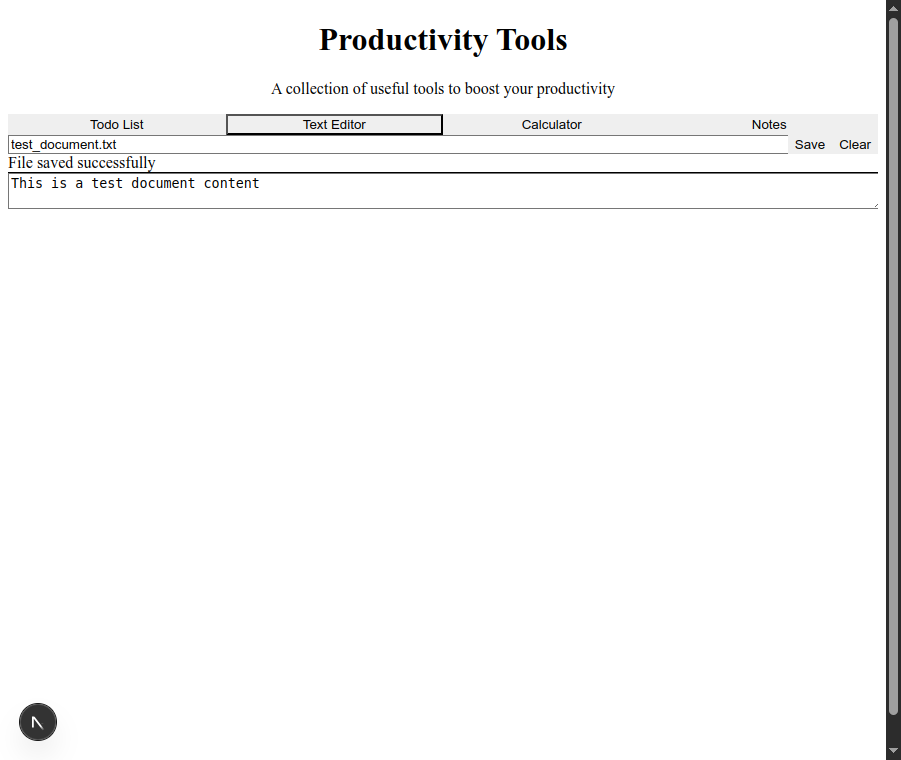 Productivity Tools
A collection of useful tools to boost your productivity
Todo List Text Editor Calculator Notes
test_document.txt Save Clear
File saved successfully
This is a test document content